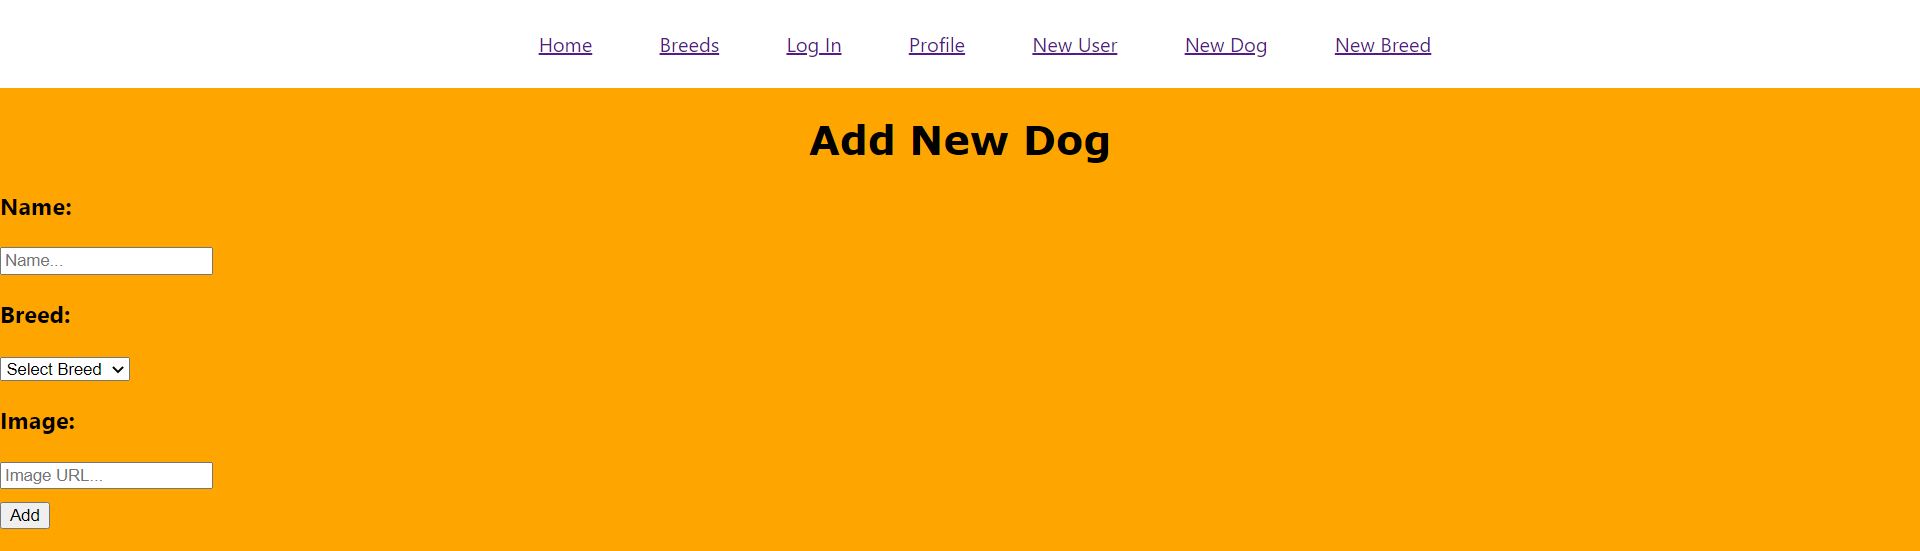 Home Breeds Log In Profile New User New Dog New Breed
Add New Dog
Name:
Name...
Breed:
Select Breed
Image:
Image URL...
Add